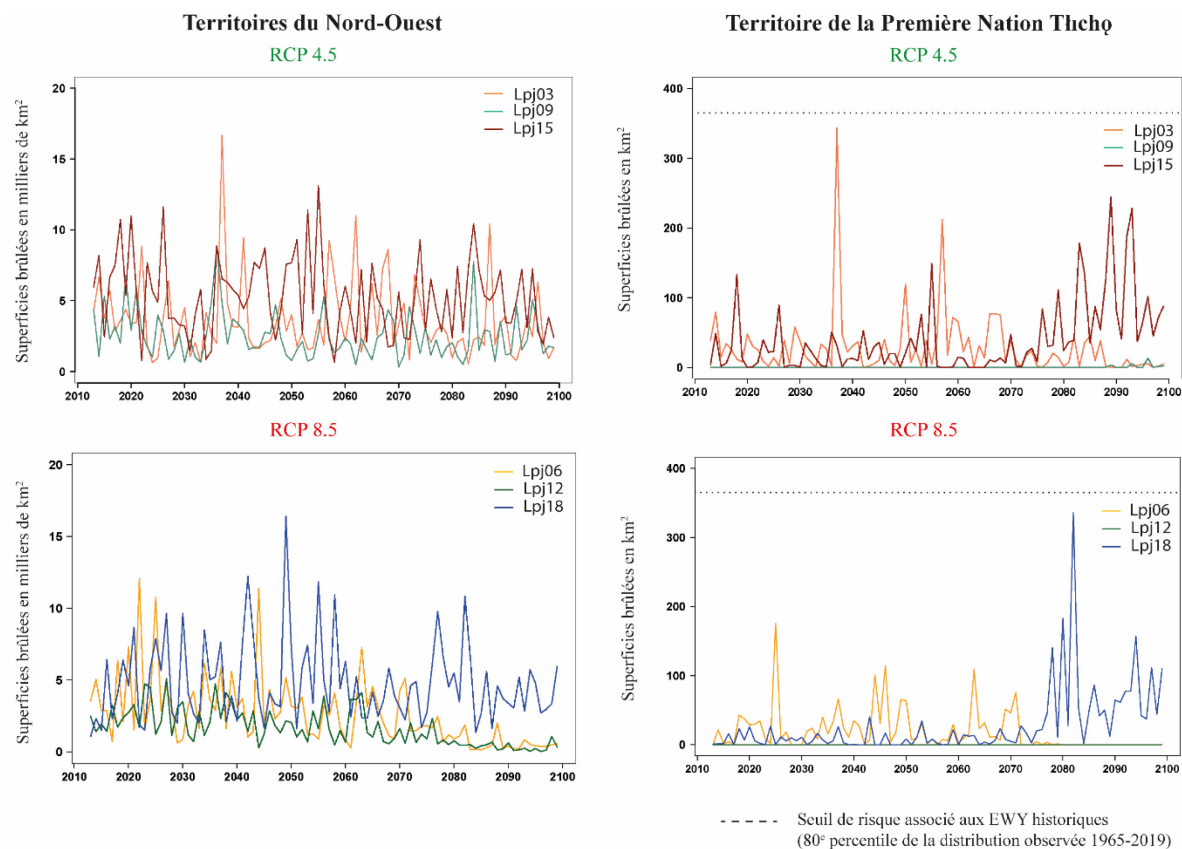 Territoires du Nord-Ouest
RCP 4.5
Superficies brûlées en milliers de km²
20
15
10
5
0
Lpj03
Lpj09
Lpj15
2010 2020 2030 2040 2050 2060 2070 2080 2090 2100
Territoire de la Première Nation Tłıchǫ
RCP 4.5
Superficies brûlées en km²
400
300
200
100
0
Lpj03
Lpj09
Lpj15
2010 2020 2030 2040 2050 2060 2070 2080 2090 2100
RCP 8.5
Superficies brûlées en milliers de km²
20
15
10
5
0
Lpj06
Lpj12
Lpj18
2010 2020 2030 2040 2050 2060 2070 2080 2090 2100
RCP 8.5
Superficies brûlées en km²
400
300
200
100
0
Lpj06
Lpj12
Lpj18
2010 2020 2030 2040 2050 2060 2070 2080 2090 2100
Seuil de risque associé aux EWY historiques
(80ᵉ percentile de la distribution observée 1965-2019)